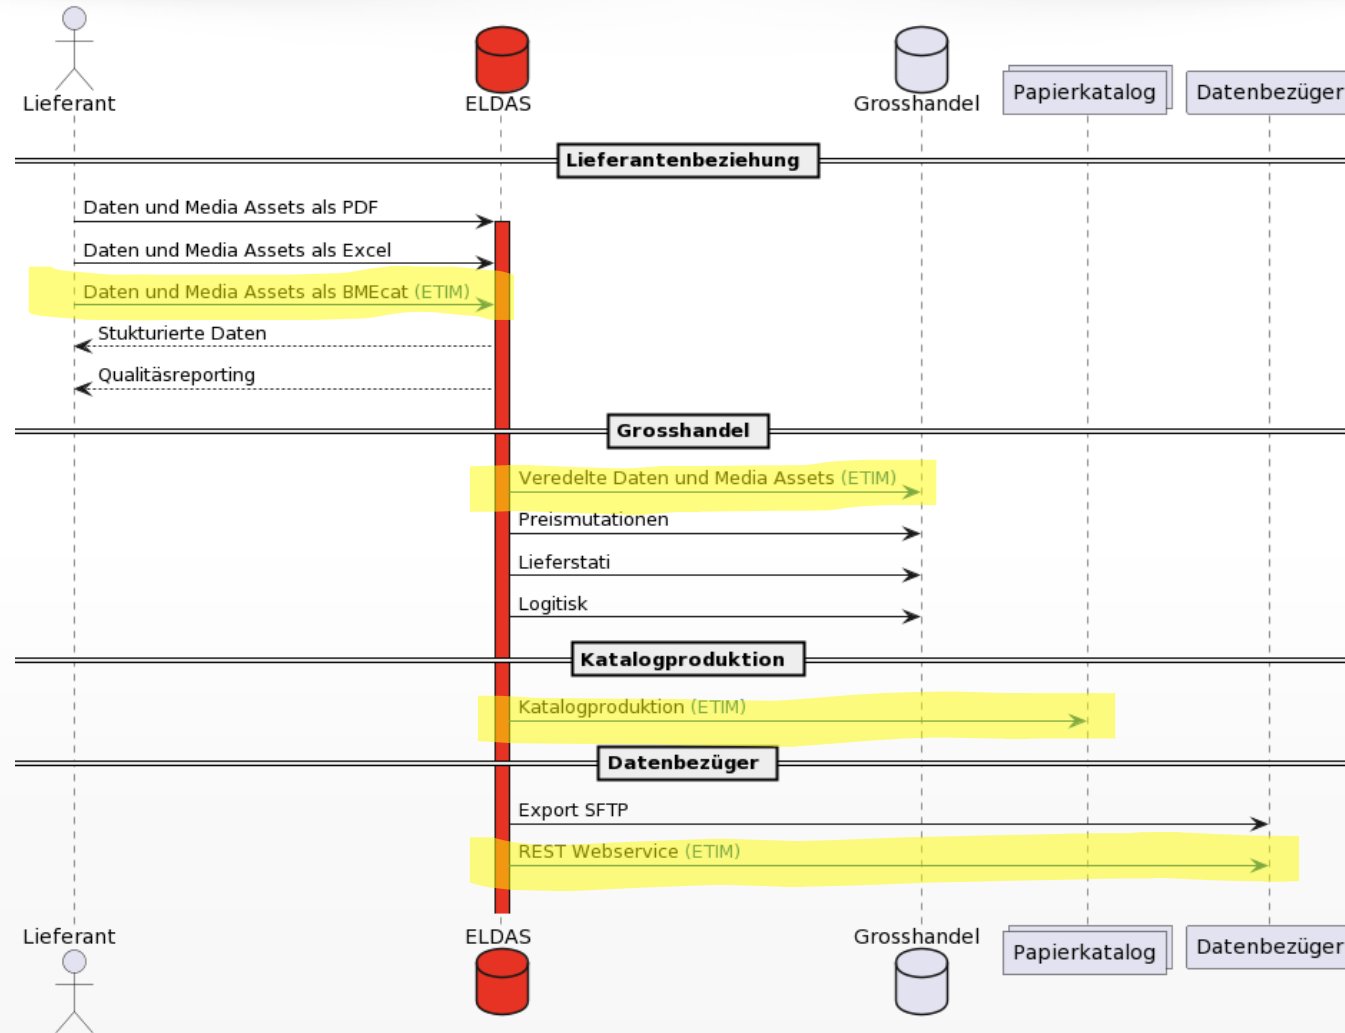 Lieferant
ELDAS
Grosshandel
Papierkatalog
Datenbezüger
Lieferantenbeziehung
Daten und Media Assets als PDF
Daten und Media Assets als Excel
Daten und Media Assets als BMEcat (ETIM)
Stukturierte Daten
Qualitäsreporting
Grosshandel
Veredelte Daten und Media Assets (ETIM)
Preismutationen
Lieferstati
Logitisk
Katalogproduktion
Katalogproduktion (ETIM)
Datenbezüger
Export SFTP
REST Webservice (ETIM)
Lieferant
ELDAS
Grosshandel
Papierkatalog
Datenbezüger